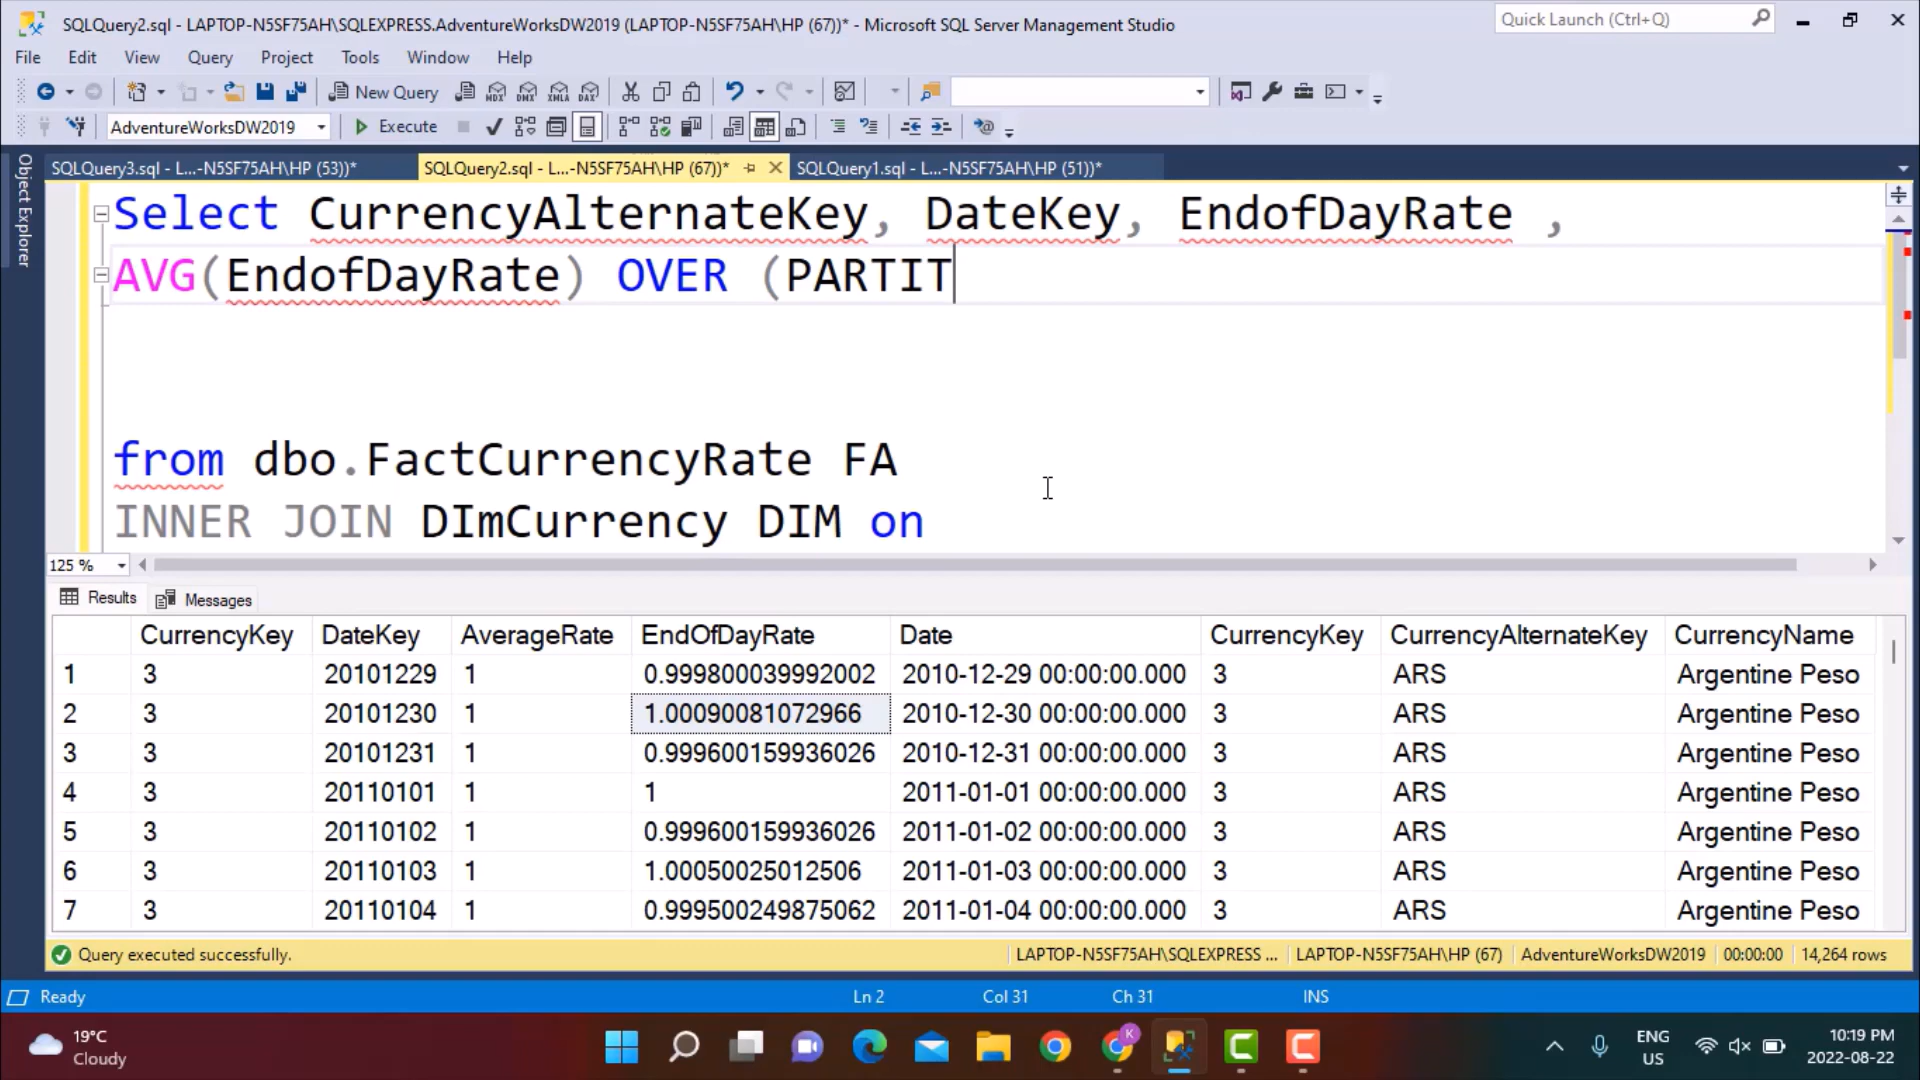 SQLQuery2.sql - LAPTOP-N5SF75AH\SQLEXPRESS.AdventureWorksDW2019 (LAPTOP-N5SF75AH\HP (67))* - Microsoft SQL Server Management Studio
Quick Launch (Ctrl+Q)
File Edit View Query Project Tools Window Help
New Query MDX DMX XMLA DAX
AdventureWorksDW2019 Execute
Object Explorer
SQLQuery3.sql - L...-N5SF75AH\HP (53))* SQLQuery2.sql - L...-N5SF75AH\HP (67))* SQLQuery1.sql - L...-N5SF75AH\HP (51))*
Select CurrencyAlternateKey, DateKey, EndofDayRate ,
AVG(EndofDayRate) OVER (PARTIT
from dbo.FactCurrencyRate FA
INNER JOIN DImCurrency DIM on
125 %
Results Messages
CurrencyKey DateKey AverageRate EndOfDayRate Date CurrencyKey CurrencyAlternateKey CurrencyName
1 3 20101229 1 0.999800039992002 2010-12-29 00:00:00.000 3 ARS Argentine Peso
2 3 20101230 1 1.00090081072966 2010-12-30 00:00:00.000 3 ARS Argentine Peso
3 3 20101231 1 0.999600159936026 2010-12-31 00:00:00.000 3 ARS Argentine Peso
4 3 20110101 1 1 2011-01-01 00:00:00.000 3 ARS Argentine Peso
5 3 20110102 1 0.999600159936026 2011-01-02 00:00:00.000 3 ARS Argentine Peso
6 3 20110103 1 1.00050025012506 2011-01-03 00:00:00.000 3 ARS Argentine Peso
7 3 20110104 1 0.999500249875062 2011-01-04 00:00:00.000 3 ARS Argentine Peso
Query executed successfully. LAPTOP-N5SF75AH\SQLEXPRESS ... LAPTOP-N5SF75AH\HP (67) AdventureWorksDW2019 00:00:00 14,264 rows
Ready Ln 2 Col 31 Ch 31 INS
19°C
Cloudy
K
ENG
US
10:19 PM
2022-08-22